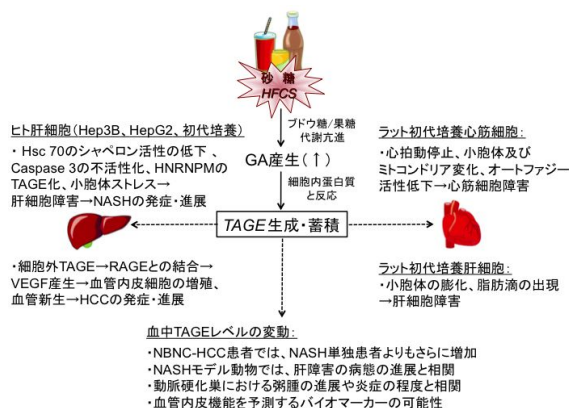 砂糖
HFCS
ブドウ糖/果糖
代謝亢進
GA産生(↑)
細胞内蛋白質
と反応
TAGE生成・蓄積
ヒト肝細胞(Hep3B、HepG2、初代培養)
・Hsc 70のシャペロン活性の低下、
Caspase 3の不活性化、HNRNPMの
TAGE化、小胞体ストレス→
肝細胞障害→NASHの発症・進展
・細胞外TAGE→RAGEとの結合→
VEGF産生→血管内皮細胞の増殖、
血管新生→HCCの発症・進展
ラット初代培養心筋細胞:
・心拍動停止、小胞体及び
ミトコンドリア変化、オートファジー
活性低下→心筋細胞障害
ラット初代培養肝細胞:
・小胞体の膨化、脂肪滴の出現
→肝細胞障害
血中TAGEレベルの変動:
・NBNC-HCC患者では、NASH単独患者よりもさらに増加
・NASHモデル動物では、肝障害の病態の進展と相関
・動脈硬化巣における粥腫の進展や炎症の程度と相関
・血管内皮機能を予測するバイオマーカーの可能性